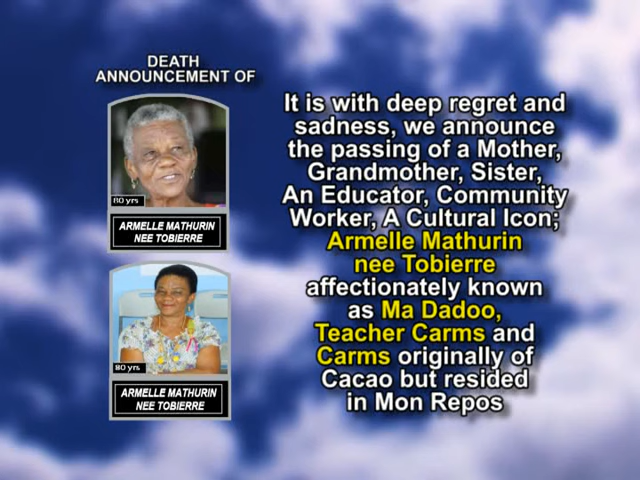 DEATH
ANNOUNCEMENT OF
80 yrs
ARMELLE MATHURIN
NEE TOBIERRE
80 yrs
ARMELLE MATHURIN
NEE TOBIERRE
It is with deep regret and
sadness, we announce
the passing of a Mother,
Grandmother, Sister,
An Educator, Community
Worker, A Cultural Icon;
Armelle Mathurin
nee Tobierre
affectionately known
as Ma Dadoo,
Teacher Carms and
Carms originally of
Cacao but resided
in Mon Repos